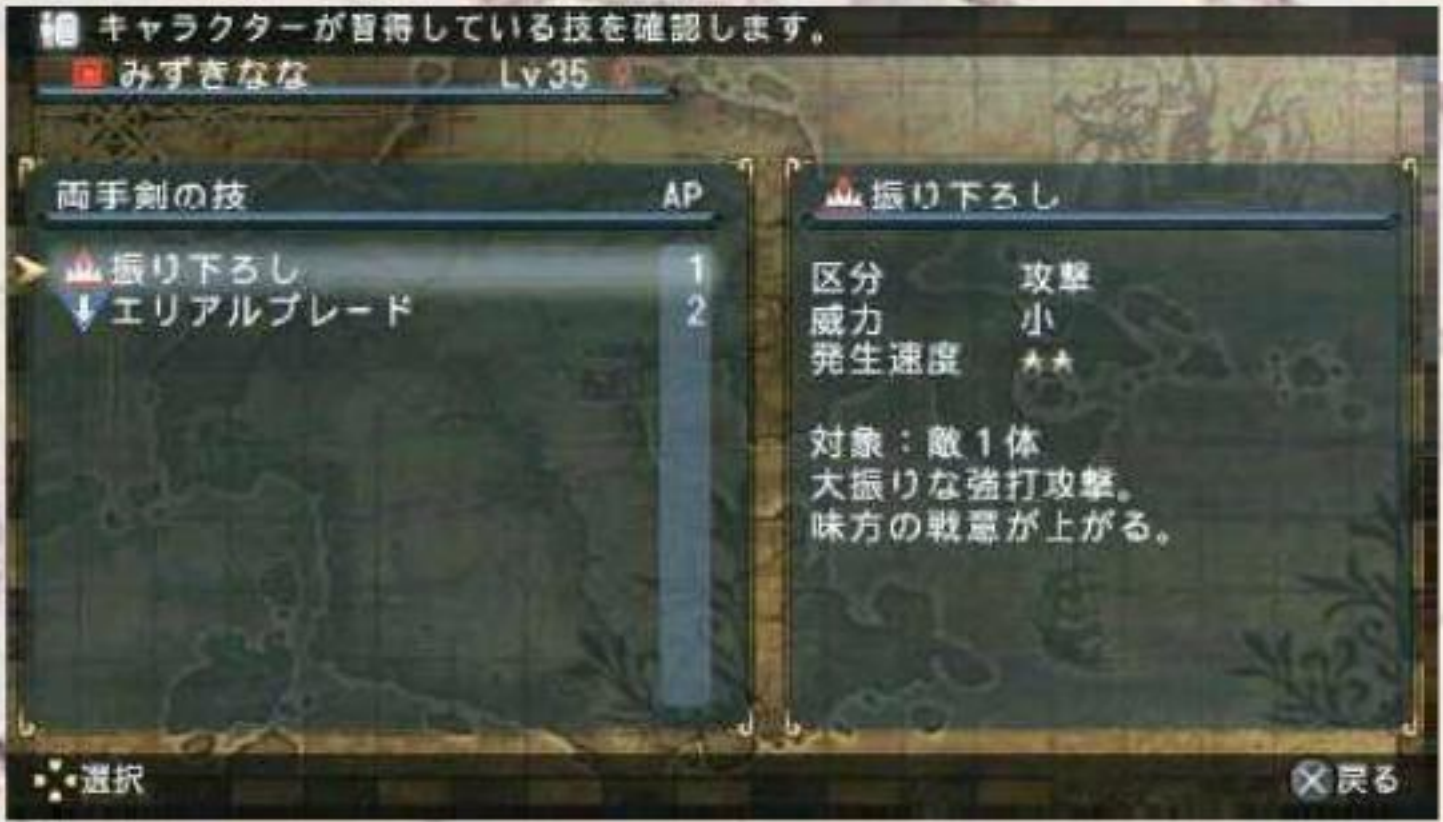 キャラクターが習得している技を確認します。
みずきなな Lv35 ♀
両手剣の技 AP
振り下ろし 1
エリアルブレード 2
振り下ろし
区分 攻撃
威力 小
発生速度 ★★
対象：敵1体
大振りな強打攻撃。
味方の戦意が上がる。
選択
戻る